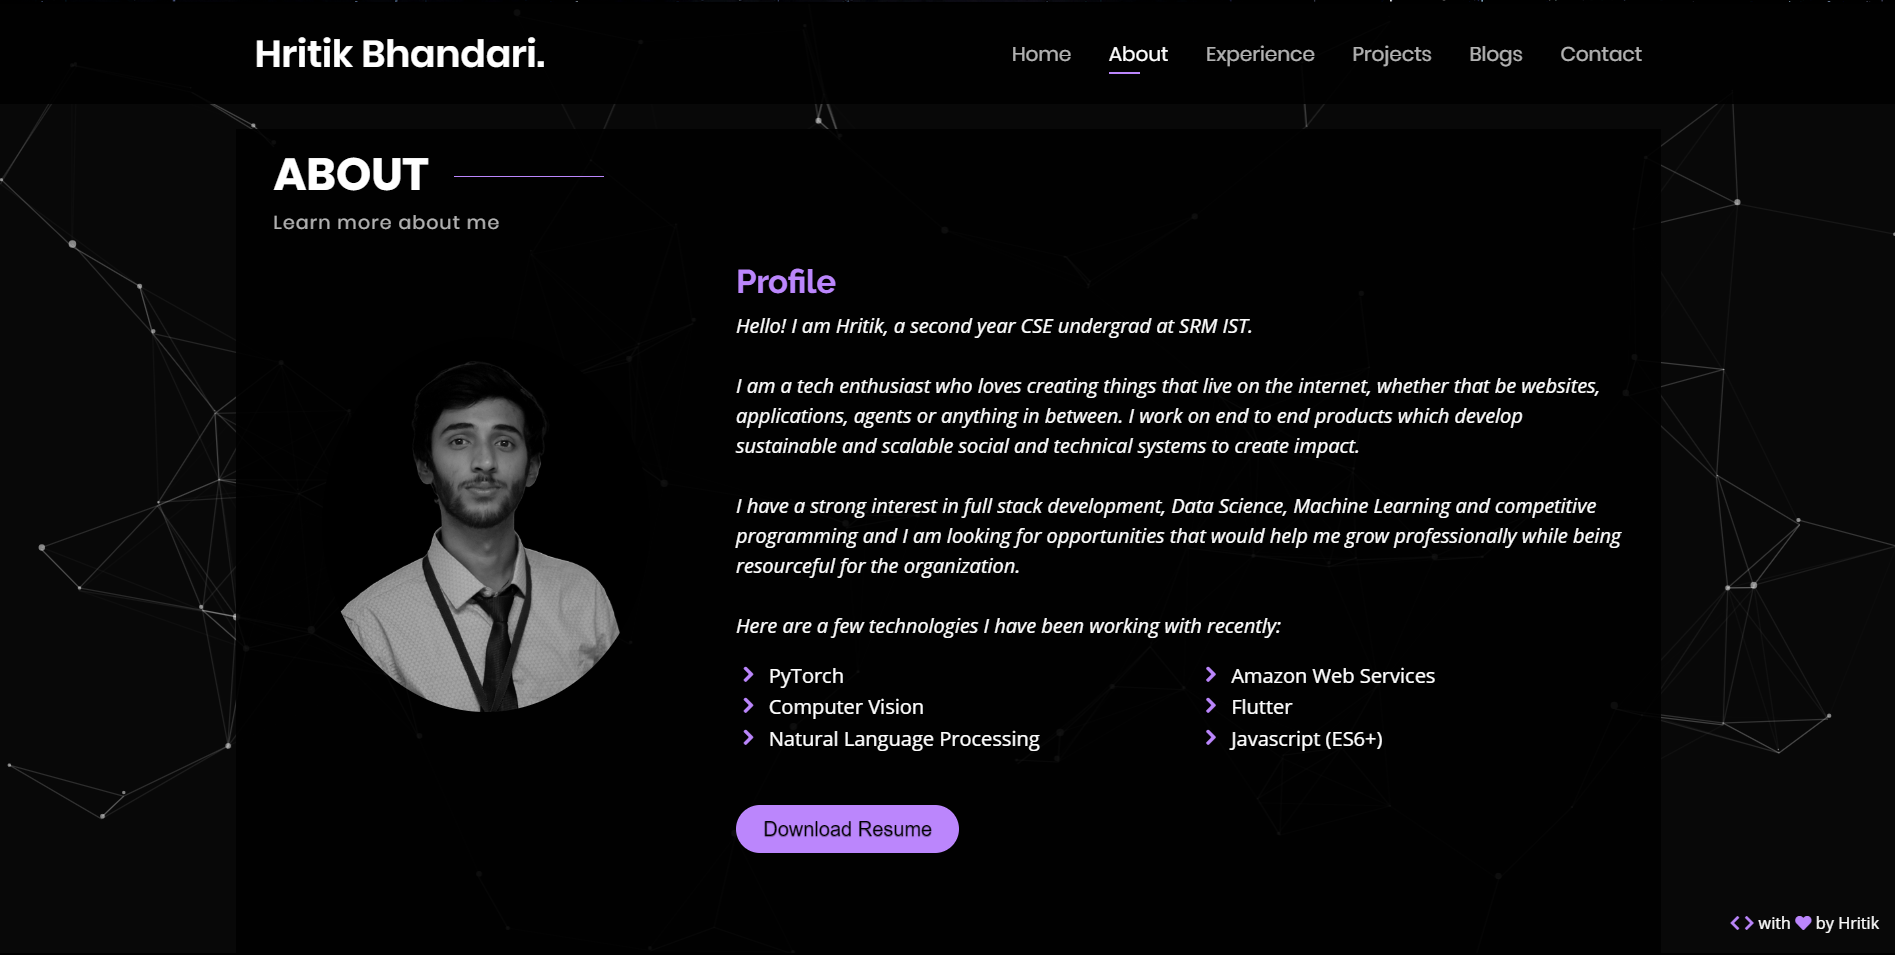 Hritik Bhandari.
Home About Experience Projects Blogs Contact
ABOUT
Learn more about me
Profile
Hello! I am Hritik, a second year CSE undergrad at SRM IST.
I am a tech enthusiast who loves creating things that live on the internet, whether that be websites,
applications, agents or anything in between. I work on end to end products which develop
sustainable and scalable social and technical systems to create impact.
I have a strong interest in full stack development, Data Science, Machine Learning and competitive
programming and I am looking for opportunities that would help me grow professionally while being
resourceful for the organization.
Here are a few technologies I have been working with recently:
PyTorch
Computer Vision
Natural Language Processing
Amazon Web Services
Flutter
Javascript (ES6+)
Download Resume
with by Hritik